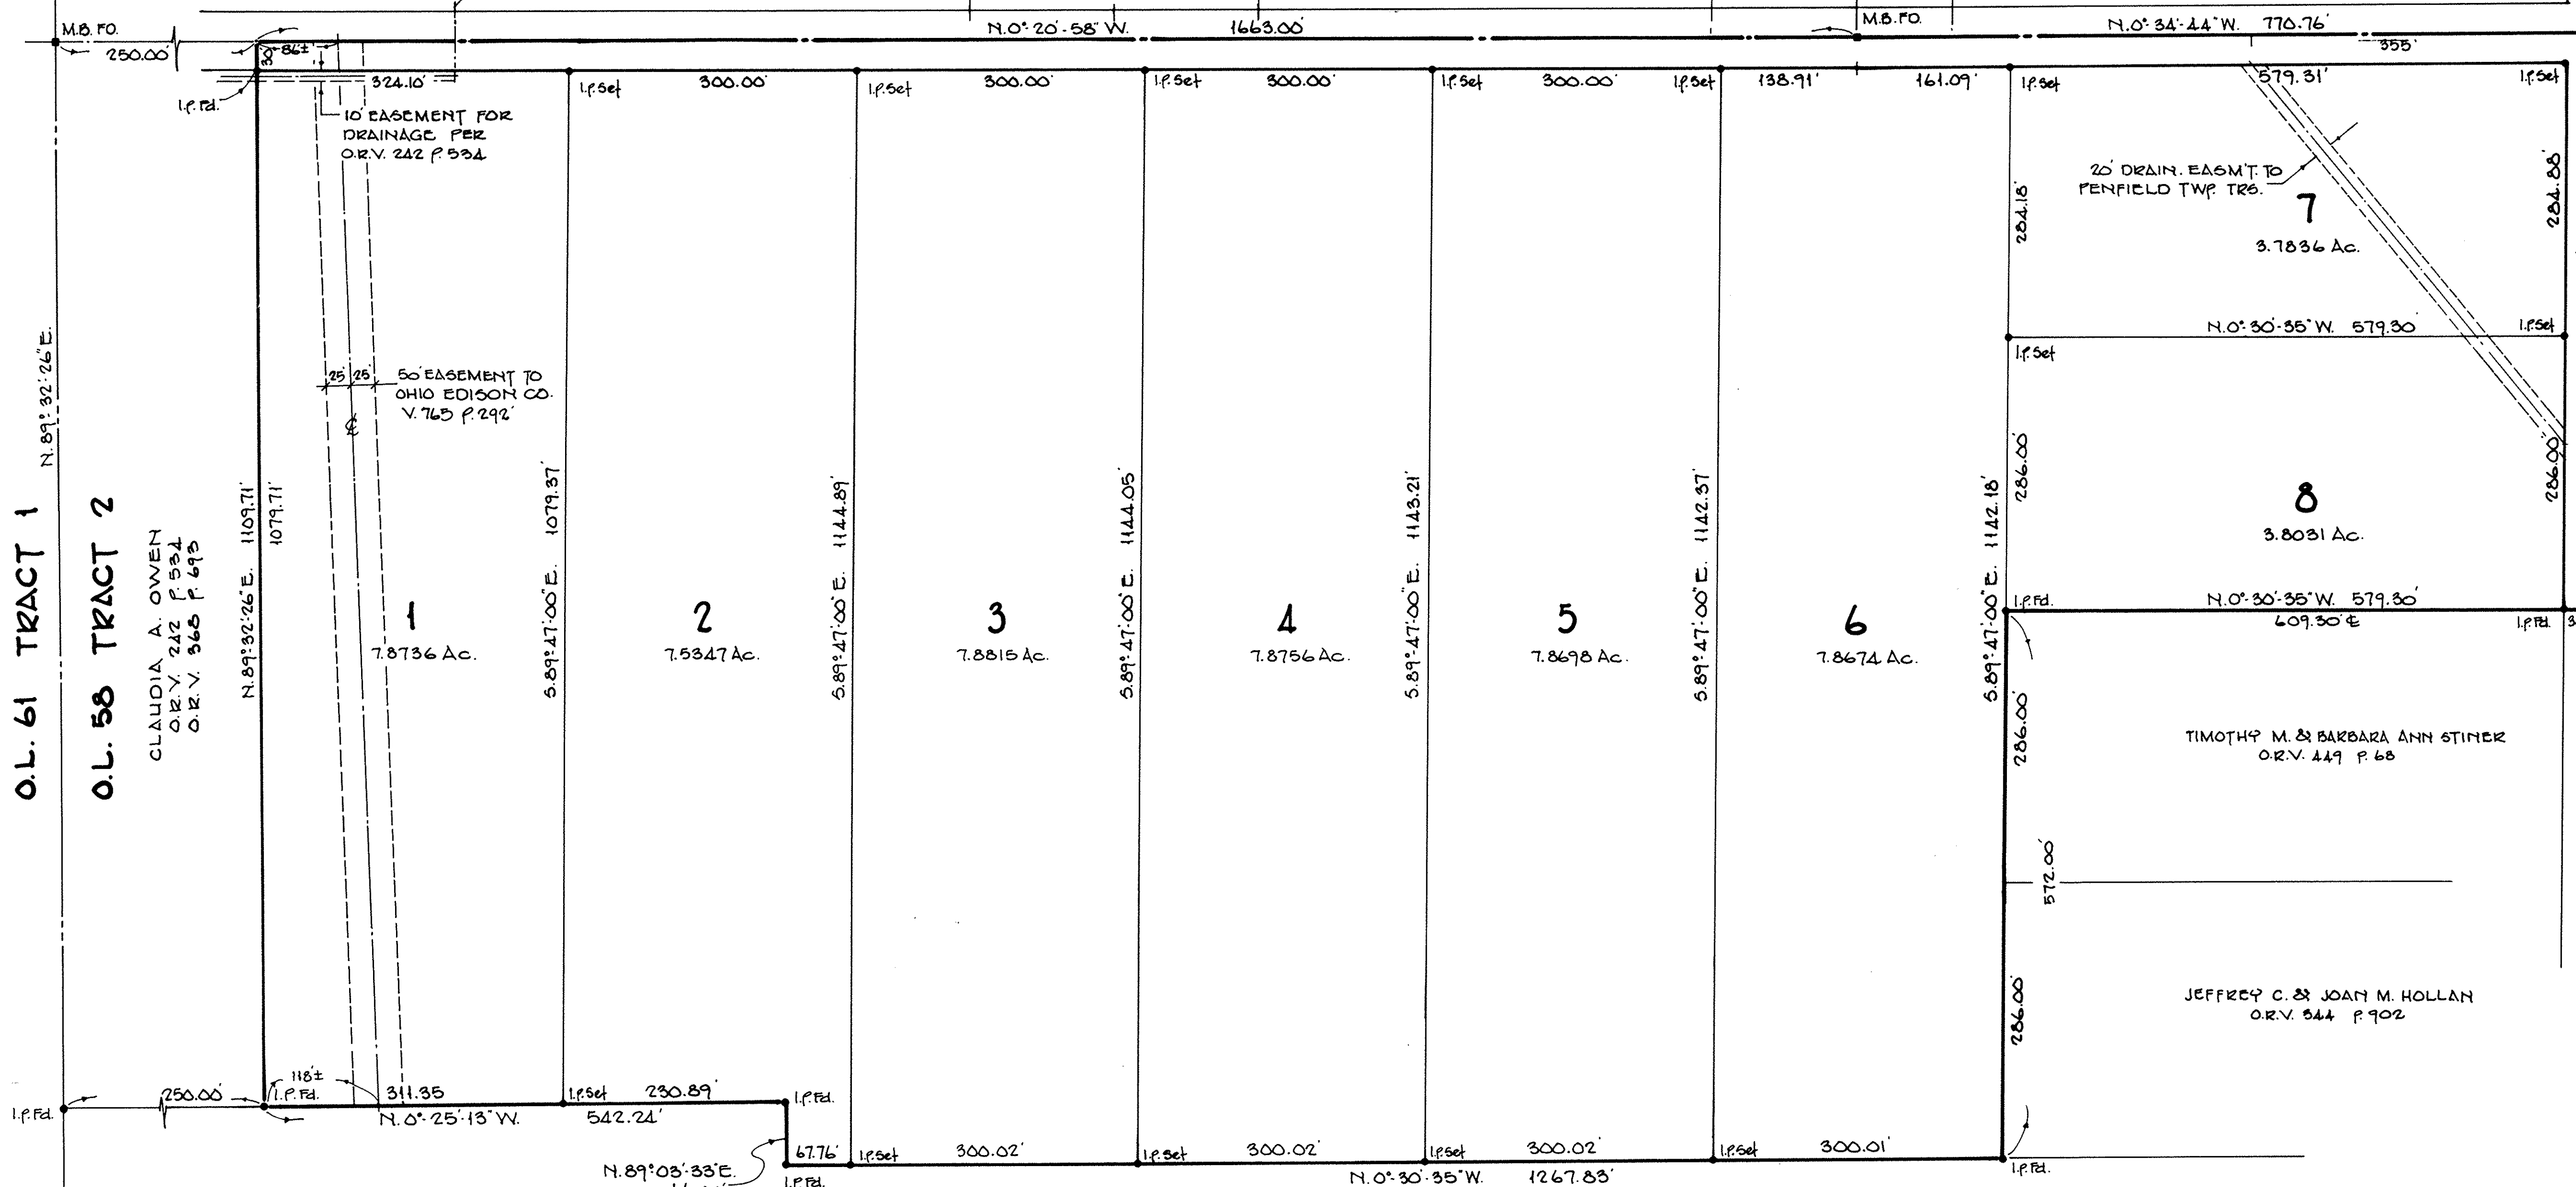 M.B. FO.
250.00'
30'
86'±
N.0°-20'-58" W. 1663.00'
M.B. FO.
N.0°-34'-44" W. 770.76'
355'
I.P. Fd.
324.10'
I.P. Set
300.00'
I.P. Set
300.00'
I.P. Set
300.00'
I.P. Set
300.00'
I.P. Set
138.91'
161.09'
I.P. Set
579.31'
I.P. Set
10' EASEMENT FOR
DRAINAGE PER
O.R.V. 242 P. 534
20' DRAIN. EASM'T. TO
PENFIELD TWP. TRS.
284.18'
284.88'
7
3.7836 Ac.
N.0°-30'-35" W. 579.30'
I.P. Set
I.P. Set
N.89°-32'-26" E.
25' 25'
50' EASEMENT TO
OHIO EDISON CO.
V. 765 P. 292'
℄
O.L. 61 TRACT 1
O.L. 58 TRACT 2
CLAUDIA A. OWEN
O.R.V. 242 P. 534
O.R.V. 368 P. 693
N.89°-32'-26" E. 1109.71'
1079.71'
S.89°-47'-00" E. 1079.37'
S.89°-47'-00" E. 1144.89'
S.89°-47'-00" E. 1144.05'
S.89°-47'-00" E. 1143.21'
S.89°-47'-00" E. 1142.37'
S.89°-47'-00" E. 1142.18'
286.00'
286.00'
8
3.8031 Ac.
1
7.8736 Ac.
2
7.5347 Ac.
3
7.8815 Ac.
4
7.8756 Ac.
5
7.8698 Ac.
6
7.8674 Ac.
I.P. Fd.
N.0°-30'-35" W. 579.30'
609.30' ℄
I.P. Fd.
3
286.00'
TIMOTHY M. & BARBARA ANN STINER
O.R.V. 449 P. 68
572.00'
286.00'
JEFFREY C. & JOAN M. HOLLAN
O.R.V. 344 P. 902
I.P. Fd.
250.00'
118'±
I.P. Fd.
311.35
I.P. Set
230.89'
I.P. Fd.
N.0°-25'-13" W. 542.24'
N.89°03'-33" E.
67.76'
I.P. Fd.
I.P. Set
300.02'
I.P. Set
300.02'
I.P. Set
300.02'
I.P. Set
300.01'
I.P. Fd.
N.0°-30'-35" W. 1267.83'